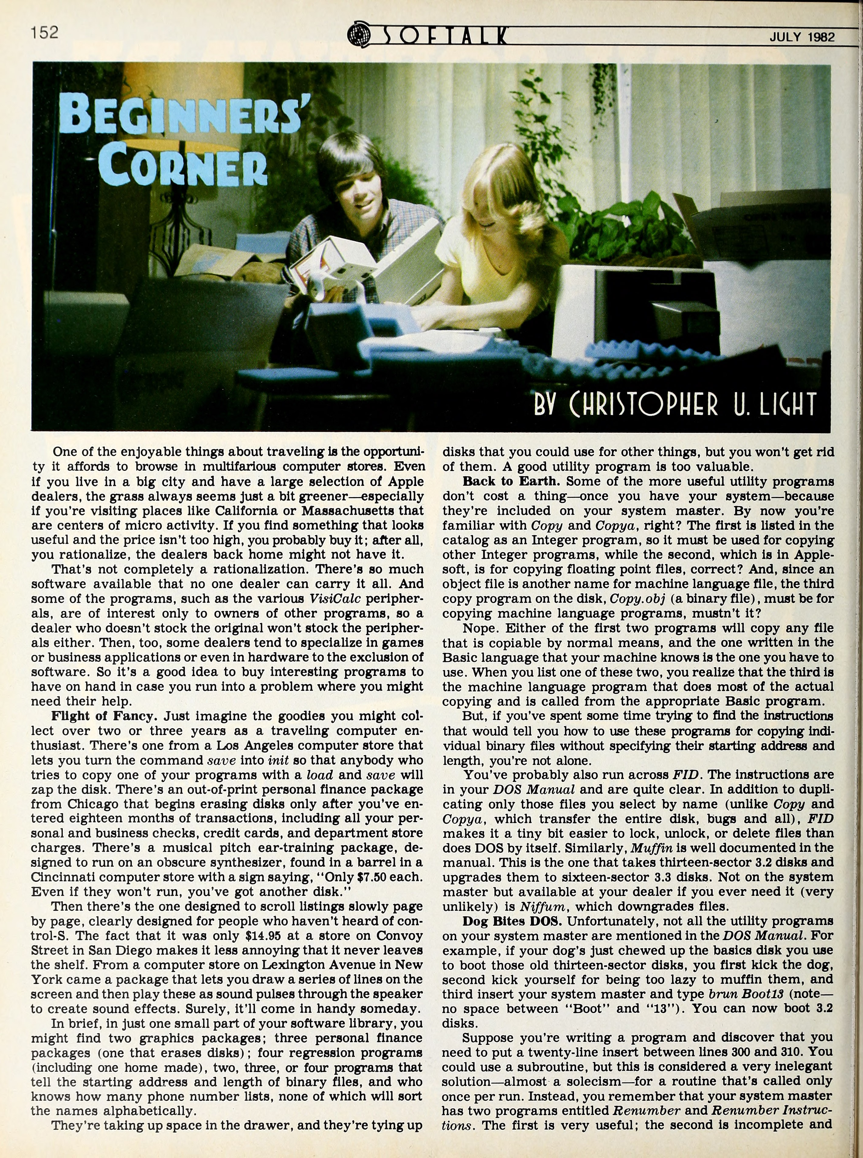 152
SOFTALK
JULY 1982
BEGINNERS'
CORNER
BY CHRISTOPHER U. LIGHT
One of the enjoyable things about traveling is the opportuni-
ty it affords to browse in multifarious computer stores. Even
if you live in a big city and have a large selection of Apple
dealers, the grass always seems just a bit greener—especially
if you're visiting places like California or Massachusetts that
are centers of micro activity. If you find something that looks
useful and the price isn't too high, you probably buy it; after all,
you rationalize, the dealers back home might not have it.
That's not completely a rationalization. There's so much
software available that no one dealer can carry it all. And
some of the programs, such as the various VisiCalc peripher-
als, are of interest only to owners of other programs, so a
dealer who doesn't stock the original won't stock the peripher-
als either. Then, too, some dealers tend to specialize in games
or business applications or even in hardware to the exclusion of
software. So it's a good idea to buy interesting programs to
have on hand in case you run into a problem where you might
need their help.
Flight of Fancy. Just imagine the goodies you might col-
lect over two or three years as a traveling computer en-
thusiast. There's one from a Los Angeles computer store that
lets you turn the command save into init so that anybody who
tries to copy one of your programs with a load and save will
zap the disk. There's an out-of-print personal finance package
from Chicago that begins erasing disks only after you've en-
tered eighteen months of transactions, including all your per-
sonal and business checks, credit cards, and department store
charges. There's a musical pitch ear-training package, de-
signed to run on an obscure synthesizer, found in a barrel in a
Cincinnati computer store with a sign saying, "Only $7.50 each.
Even if they won't run, you've got another disk."
Then there's the one designed to scroll listings slowly page
by page, clearly designed for people who haven't heard of con-
trol-S. The fact that it was only $14.95 at a store on Convoy
Street in San Diego makes it less annoying that it never leaves
the shelf. From a computer store on Lexington Avenue in New
York came a package that lets you draw a series of lines on the
screen and then play these as sound pulses through the speaker
to create sound effects. Surely, it'll come in handy someday.
In brief, in just one small part of your software library, you
might find two graphics packages; three personal finance
packages (one that erases disks); four regression programs
(including one home made), two, three, or four programs that
tell the starting address and length of binary files, and who
knows how many phone number lists, none of which will sort
the names alphabetically.
They're taking up space in the drawer, and they're tying up
disks that you could use for other things, but you won't get rid
of them. A good utility program is too valuable.
Back to Earth. Some of the more useful utility programs
don't cost a thing—once you have your system—because
they're included on your system master. By now you're
familiar with Copy and Copya, right? The first is listed in the
catalog as an Integer program, so it must be used for copying
other Integer programs, while the second, which is in Apple-
soft, is for copying floating point files, correct? And, since an
object file is another name for machine language file, the third
copy program on the disk, Copy.obj (a binary file), must be for
copying machine language programs, mustn't it?
Nope. Either of the first two programs will copy any file
that is copiable by normal means, and the one written in the
Basic language that your machine knows is the one you have to
use. When you list one of these two, you realize that the third is
the machine language program that does most of the actual
copying and is called from the appropriate Basic program.
But, if you've spent some time trying to find the instructions
that would tell you how to use these programs for copying indi-
vidual binary files without specifying their starting address and
length, you're not alone.
You've probably also run across FID. The instructions are
in your DOS Manual and are quite clear. In addition to dupli-
cating only those files you select by name (unlike Copy and
Copya, which transfer the entire disk, bugs and all), FID
makes it a tiny bit easier to lock, unlock, or delete files than
does DOS by itself. Similarly, Muffin is well documented in the
manual. This is the one that takes thirteen-sector 3.2 disks and
upgrades them to sixteen-sector 3.3 disks. Not on the system
master but available at your dealer if you ever need it (very
unlikely) is Niffum, which downgrades files.
Dog Bites DOS. Unfortunately, not all the utility programs
on your system master are mentioned in the DOS Manual. For
example, if your dog's just chewed up the basics disk you use
to boot those old thirteen-sector disks, you first kick the dog,
second kick yourself for being too lazy to muffin them, and
third insert your system master and type brun Boot13 (note—
no space between "Boot" and "13"). You can now boot 3.2
disks.
Suppose you're writing a program and discover that you
need to put a twenty-line insert between lines 300 and 310. You
could use a subroutine, but this is considered a very inelegant
solution—almost a solecism—for a routine that's called only
once per run. Instead, you remember that your system master
has two programs entitled Renumber and Renumber Instruc-
tions. The first is very useful; the second is incomplete and